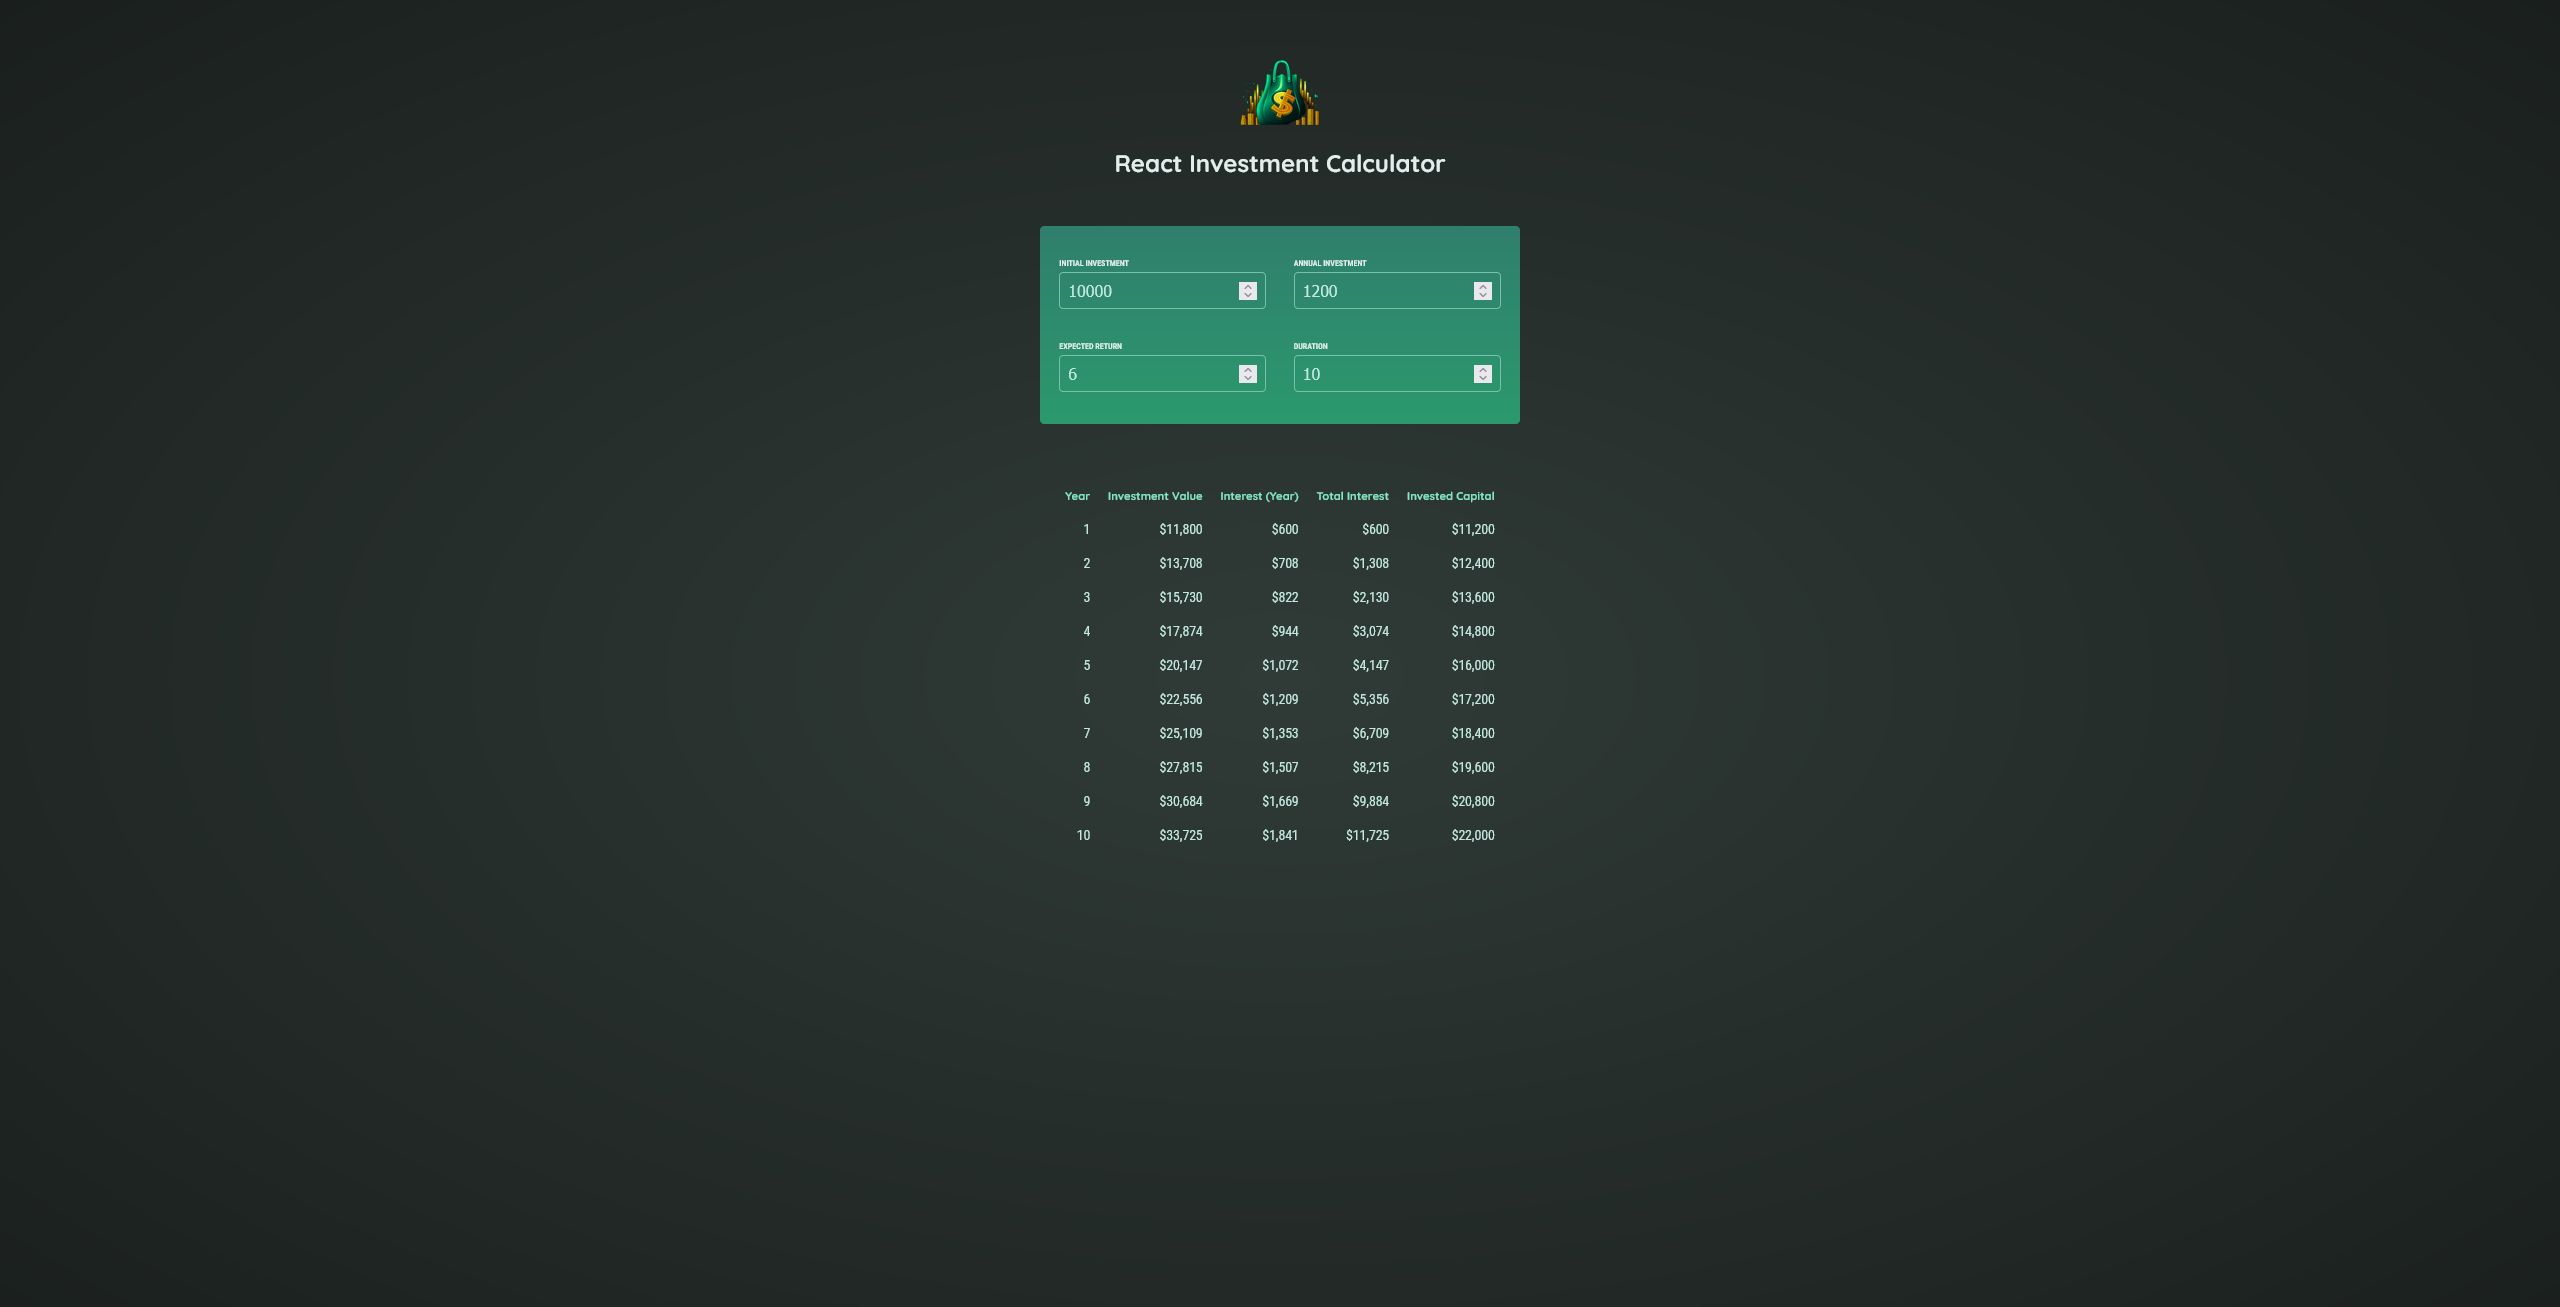 $
React Investment Calculator
INITIAL INVESTMENT ANNUAL INVESTMENT
10000 1200
EXPECTED RETURN DURATION
6 10
Year Investment Value Interest (Year) Total Interest Invested Capital
1 $11,800 $600 $600 $11,200
2 $13,708 $708 $1,308 $12,400
3 $15,730 $822 $2,130 $13,600
4 $17,874 $944 $3,074 $14,800
5 $20,147 $1,072 $4,147 $16,000
6 $22,556 $1,209 $5,356 $17,200
7 $25,109 $1,353 $6,709 $18,400
8 $27,815 $1,507 $8,215 $19,600
9 $30,684 $1,669 $9,884 $20,800
10 $33,725 $1,841 $11,725 $22,000